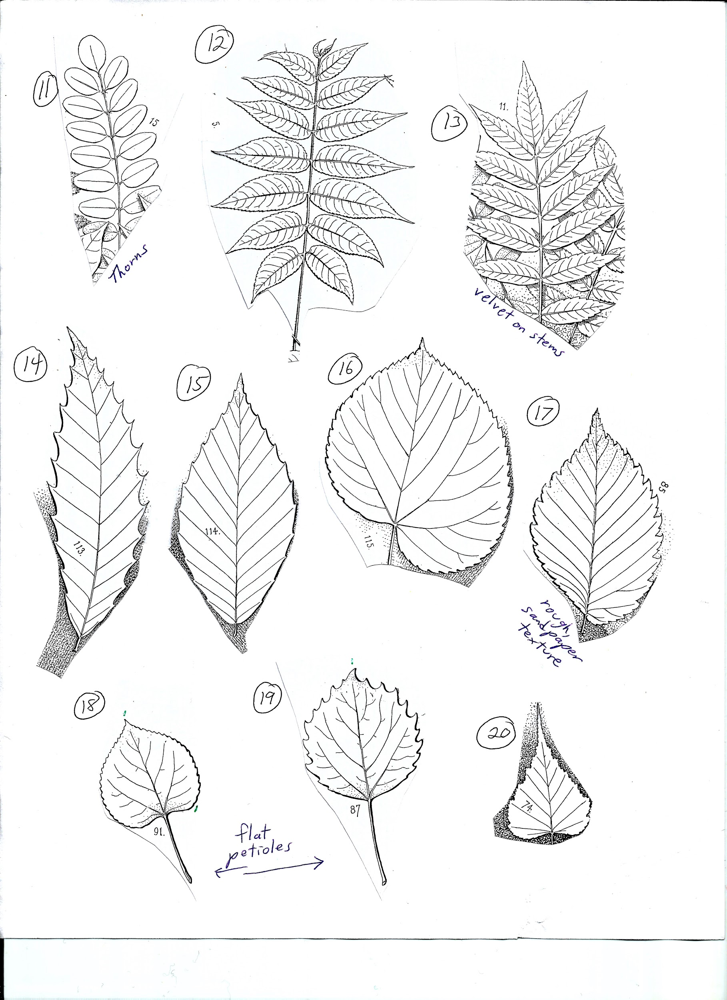 12
11
15
5.
13
11.
Thorns
velvet on stems
14
15
16
17
113.
114.
115.
85
rough,
sandpaper
texture
18
19
20
91.
87
74.
flat
petioles